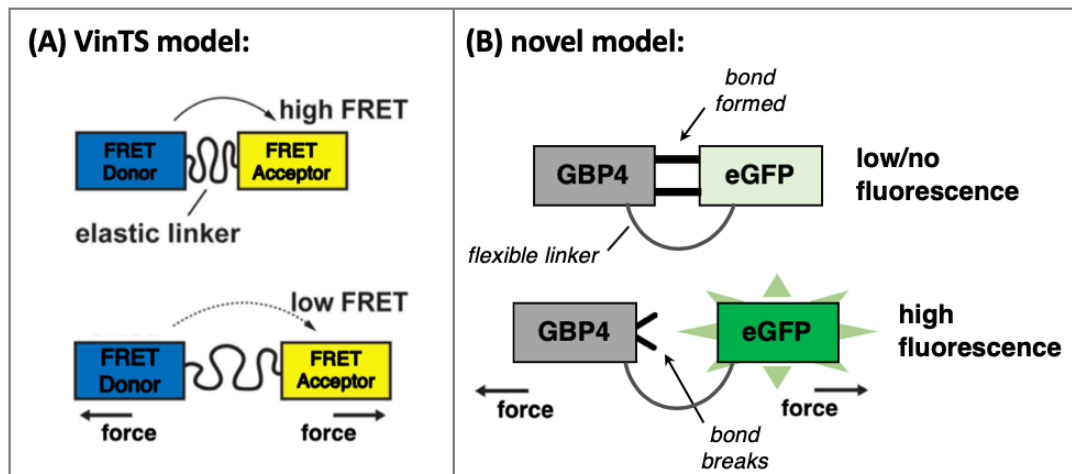 (A) VinTS model:
high FRET
FRET
Donor
FRET
Acceptor
elastic linker
low FRET
FRET
Donor
FRET
Acceptor
force
force
(B) novel model:
bond
formed
GBP4
eGFP
low/no
fluorescence
flexible linker
GBP4
eGFP
high
fluorescence
force
force
bond
breaks